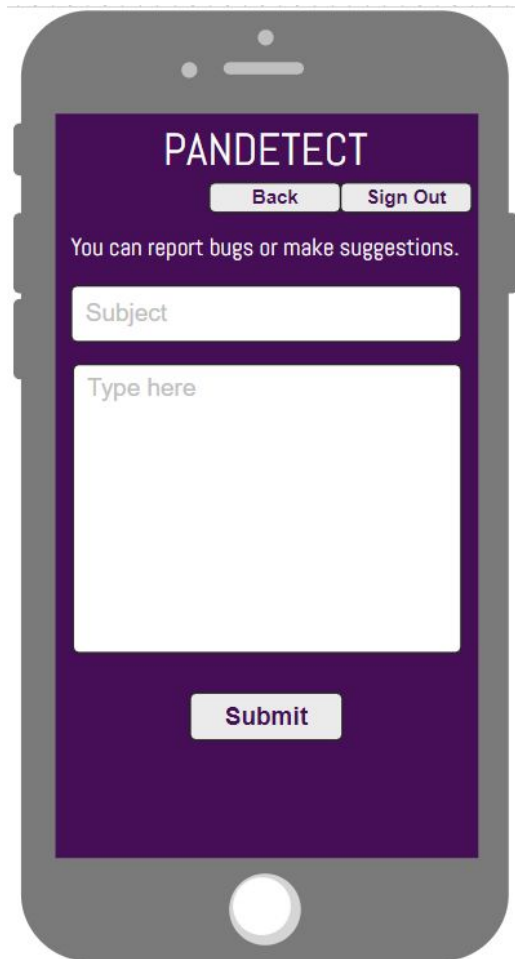 PANDETECT
Back Sign Out
You can report bugs or make suggestions.
Subject
Type here
Submit